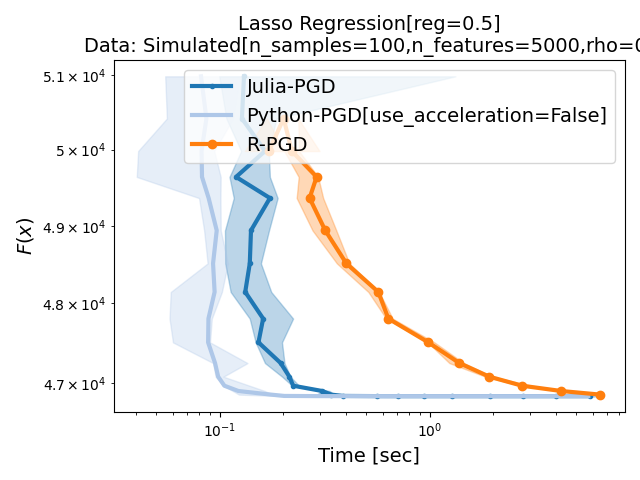 Lasso Regression[reg=0.5]
Data: Simulated[n_samples=100,n_features=5000,rho=0
Julia-PGD
Python-PGD[use_acceleration=False]
R-PGD
5.1 × 10⁴
5 × 10⁴
4.9 × 10⁴
4.8 × 10⁴
4.7 × 10⁴
F(x)
10⁻¹
10⁰
Time [sec]